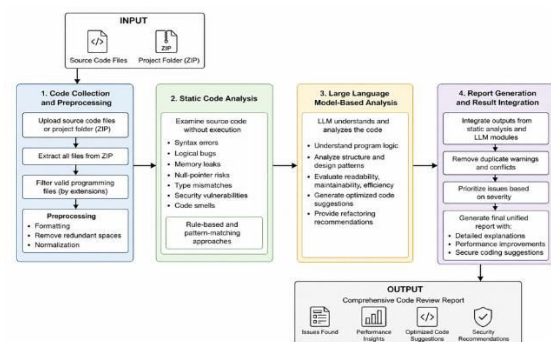 INPUT
</>
ZIP
Source Code Files
Project Folder (ZIP)
1. Code Collection
and Preprocessing
Upload source code files
or project folder (ZIP)
Extract all files from ZIP
Filter valid programming
files (by extensions)
Preprocessing
• Formatting
• Remove redundant spaces
• Normalization
2. Static Code Analysis
Examine source code
without execution
• Syntax errors
• Logical bugs
• Memory leaks
• Null-pointer risks
• Type mismatches
• Security vulnerabilities
• Code smells
Rule-based and
pattern-matching
approaches
3. Large Language
Model-Based Analysis
LLM understands and
analyzes the code
• Understand program logic
• Analyze structure and
design patterns
• Evaluate readability,
maintainability, efficiency
• Generate optimized code
suggestions
• Provide refactoring
recommendations
4. Report Generation
and Result Integration
Integrate outputs from
static analysis and
LLM modules
Remove duplicate warnings
and conflicts
Prioritize issues based
on severity
Generate final unified
report with:
• Detailed explanations
• Performance improvements
• Secure coding suggestions
OUTPUT
Comprehensive Code Review Report
</>
Issues Found
Performance
Insights
Optimized Code
Suggestions
Security
Recommendations